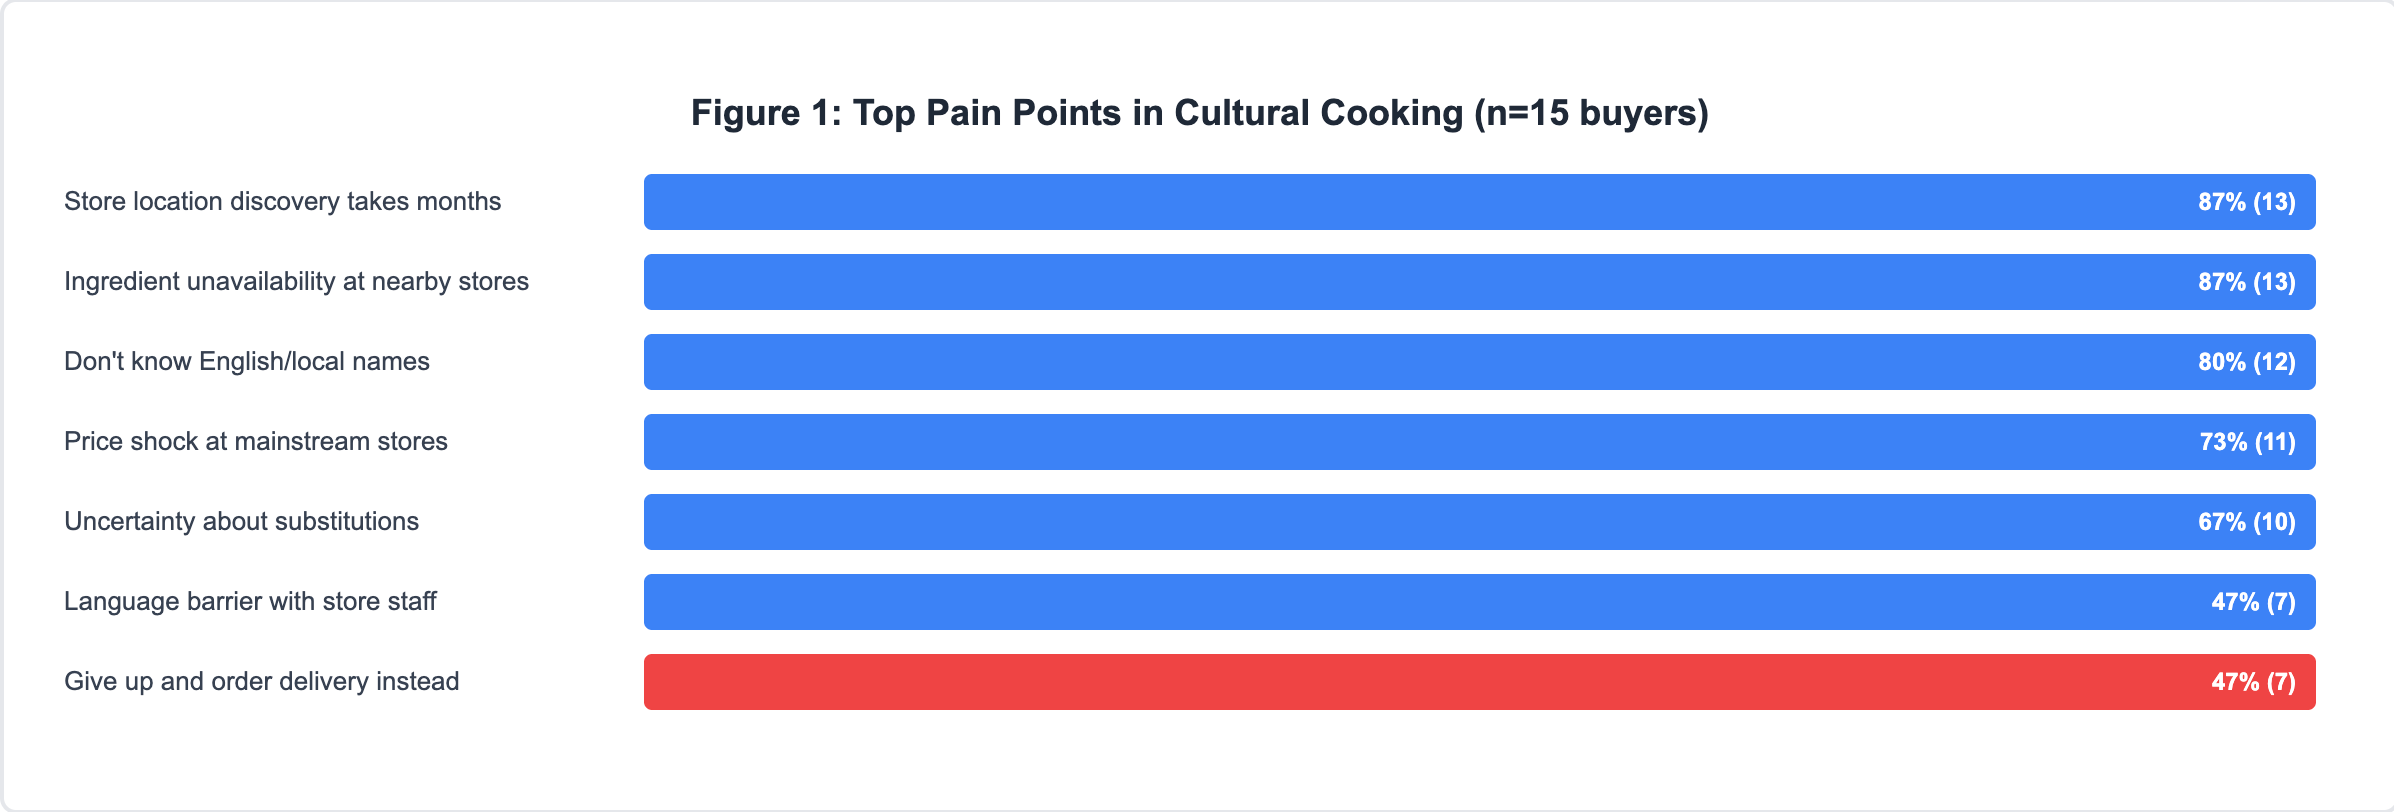 Figure 1: Top Pain Points in Cultural Cooking (n=15 buyers)
Store location discovery takes months 87% (13)
Ingredient unavailability at nearby stores 87% (13)
Don't know English/local names 80% (12)
Price shock at mainstream stores 73% (11)
Uncertainty about substitutions 67% (10)
Language barrier with store staff 47% (7)
Give up and order delivery instead 47% (7)